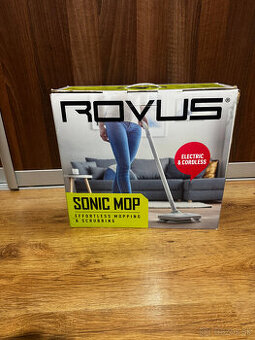 ROVUS®
ELECTRIC
& CORDLESS
SONIC MOP
EFFORTLESS MOPPING
& SCRUBBING